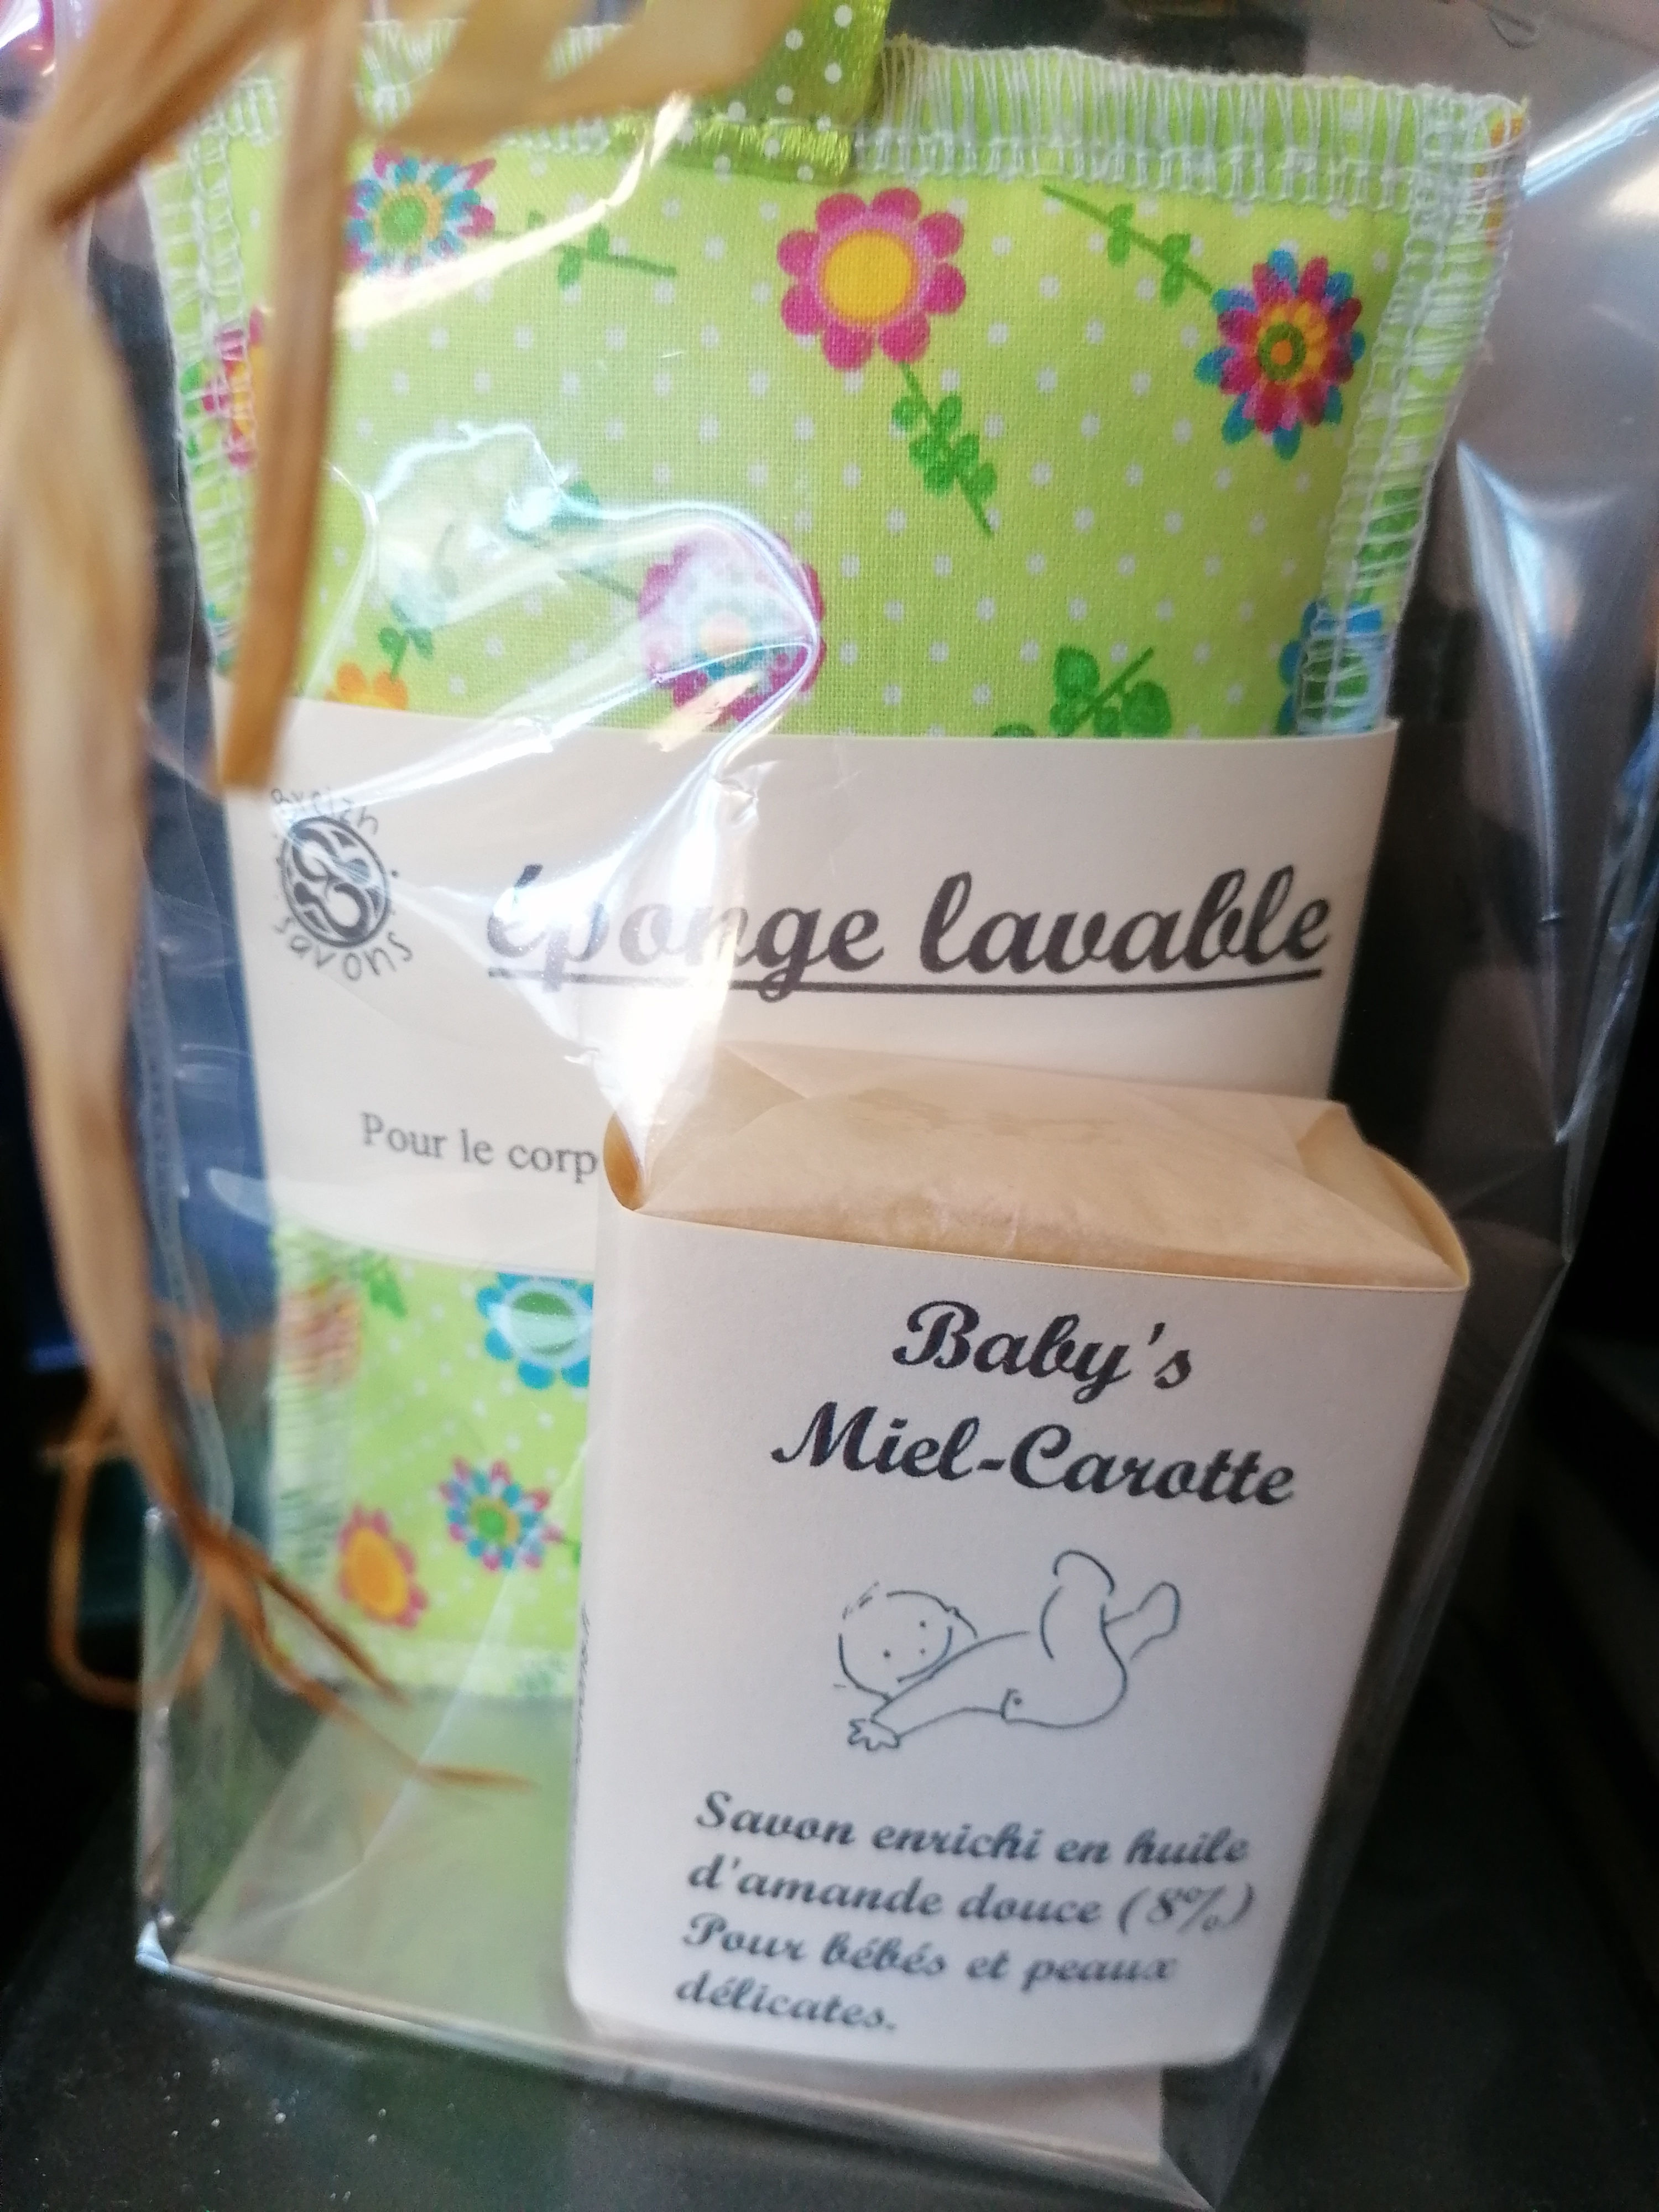 Breizh
savons
éponge lavable
Pour le corp
Baby's
Miel-Carotte
Savon enrichi en huile
d'amande douce (8%)
Pour bébés et peaux
délicates.